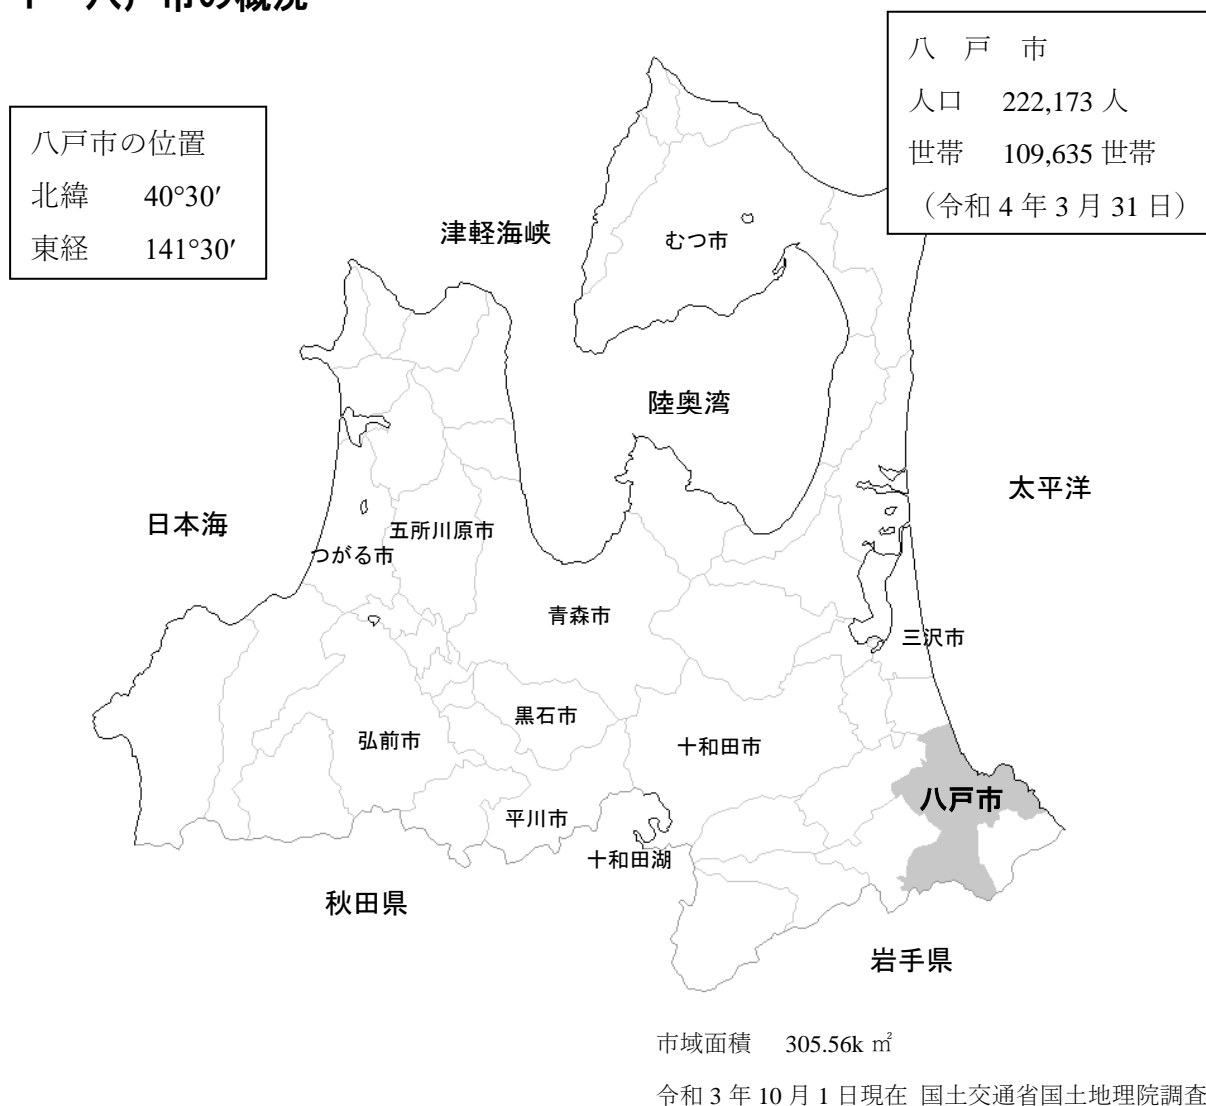 八戸市の概況
八 戸 市
人口 222,173 人
世帯 109,635 世帯
（令和 4 年 3 月 31 日）
八戸市の位置
北緯 40°30′
東経 141°30′
津軽海峡
むつ市
陸奥湾
太平洋
日本海
五所川原市
つがる市
青森市
三沢市
黒石市
弘前市
十和田市
八戸市
平川市
十和田湖
秋田県
岩手県
市域面積 305.56k ㎡
令和 3 年 10 月 1 日現在 国土交通省国土地理院調査